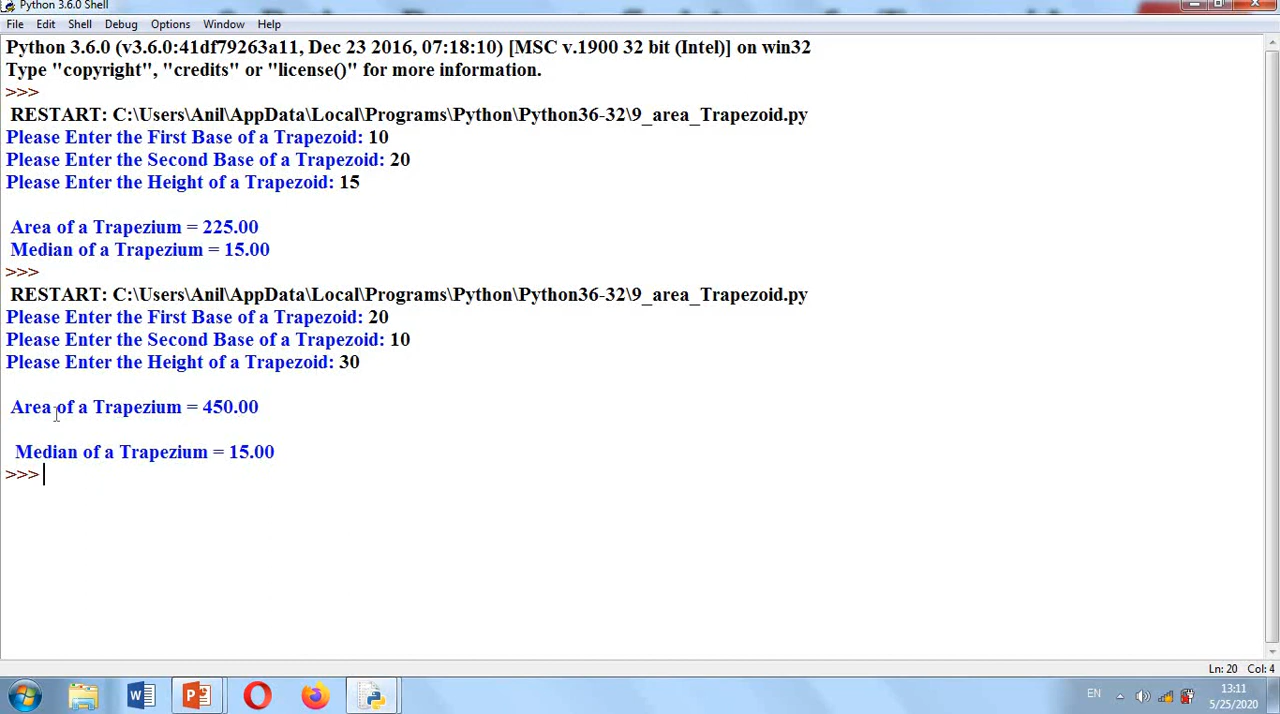 Python 3.6.0 Shell
File Edit Shell Debug Options Window Help
Python 3.6.0 (v3.6.0:41df79263a11, Dec 23 2016, 07:18:10) [MSC v.1900 32 bit (Intel)] on win32
Type "copyright", "credits" or "license()" for more information.
>>>
RESTART: C:\Users\Anil\AppData\Local\Programs\Python\Python36-32\9_area_Trapezoid.py
Please Enter the First Base of a Trapezoid: 10
Please Enter the Second Base of a Trapezoid: 20
Please Enter the Height of a Trapezoid: 15
Area of a Trapezium = 225.00
Median of a Trapezium = 15.00
>>>
RESTART: C:\Users\Anil\AppData\Local\Programs\Python\Python36-32\9_area_Trapezoid.py
Please Enter the First Base of a Trapezoid: 20
Please Enter the Second Base of a Trapezoid: 10
Please Enter the Height of a Trapezoid: 30
Area of a Trapezium = 450.00
Median of a Trapezium = 15.00
>>>
Ln: 20 Col: 4
EN
13:11
5/25/2020